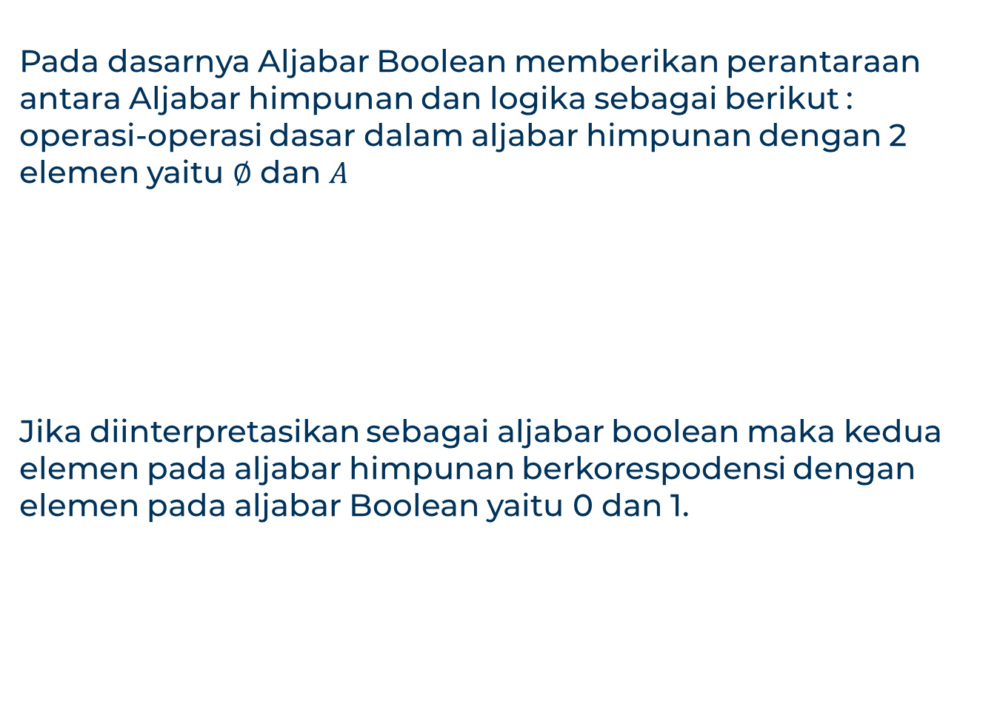 Pada dasarnya Aljabar Boolean memberikan perantaraan
antara Aljabar himpunan dan logika sebagai berikut :
operasi-operasi dasar dalam aljabar himpunan dengan 2
elemen yaitu ∅ dan A
Jika diinterpretasikan sebagai aljabar boolean maka kedua
elemen pada aljabar himpunan berkorespodensi dengan
elemen pada aljabar Boolean yaitu 0 dan 1.